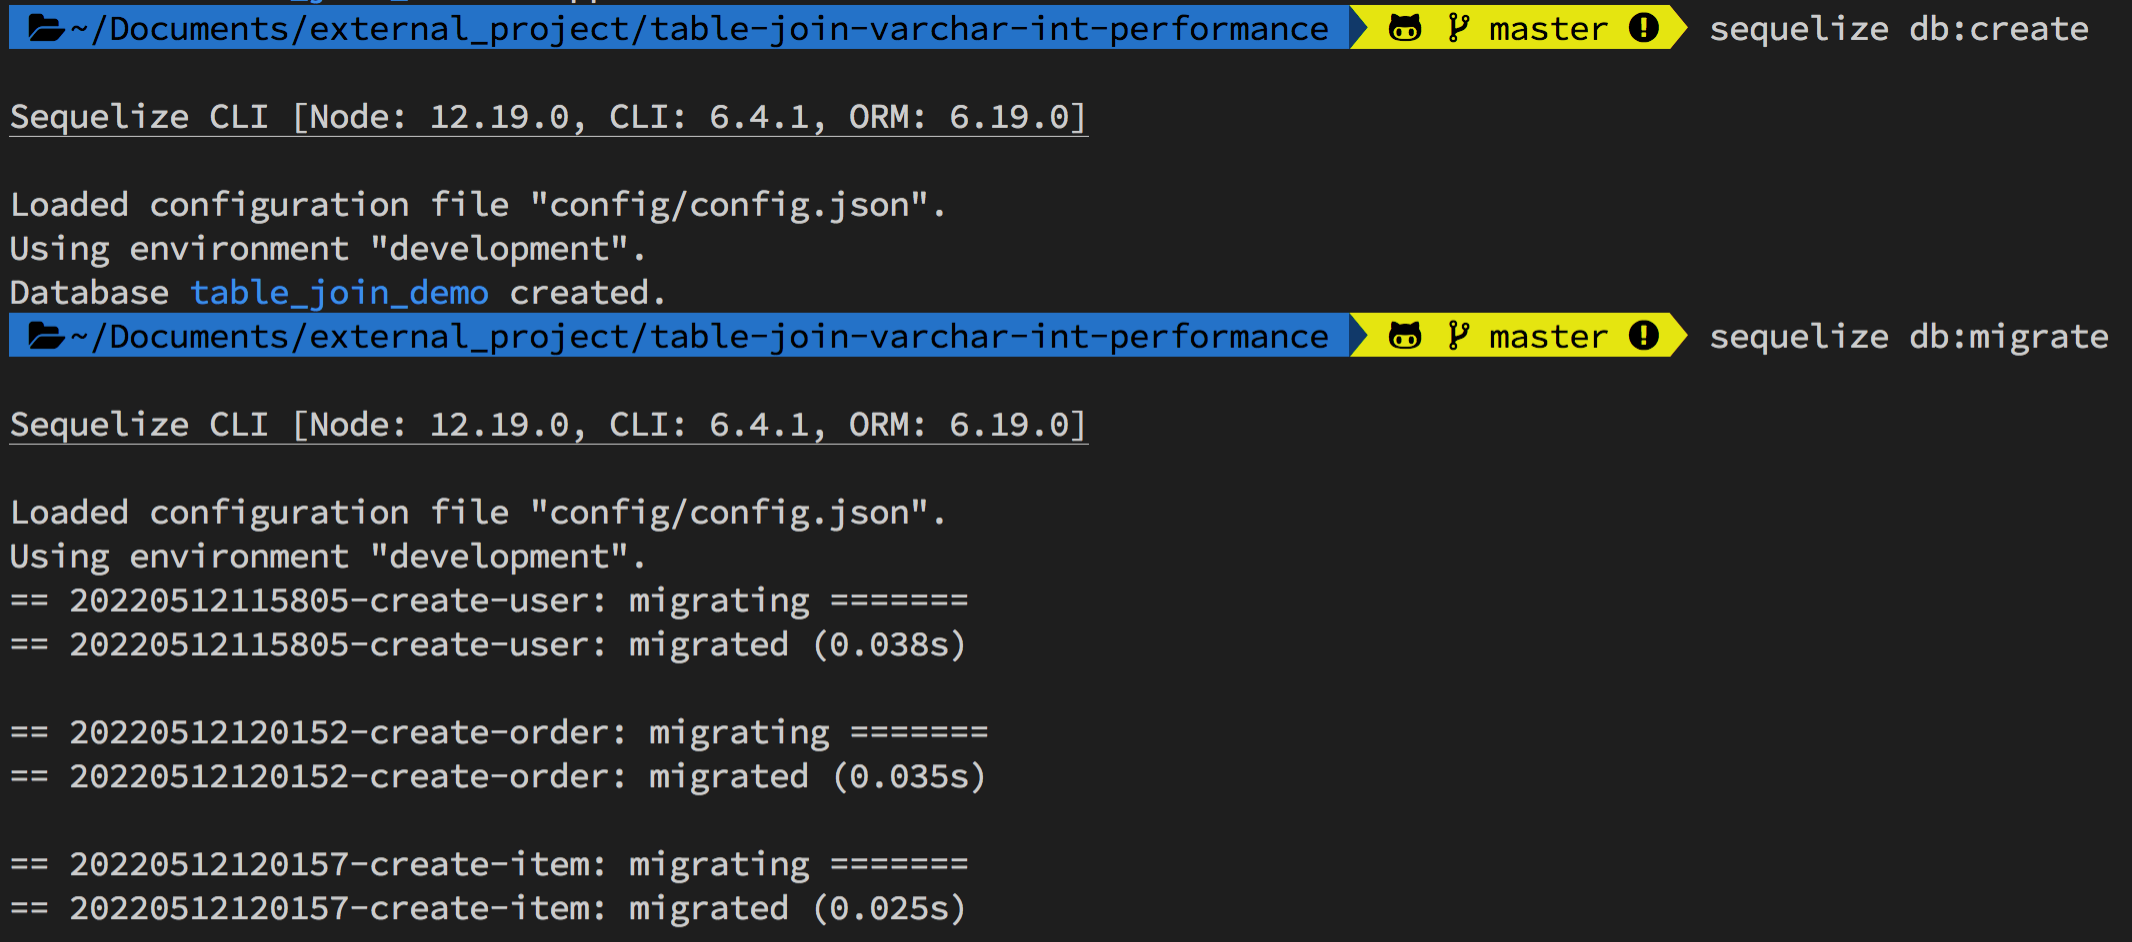 ~/Documents/external_project/table-join-varchar-int-performance master sequelize db:create
Sequelize CLI [Node: 12.19.0, CLI: 6.4.1, ORM: 6.19.0]
Loaded configuration file "config/config.json".
Using environment "development".
Database table_join_demo created.
~/Documents/external_project/table-join-varchar-int-performance master sequelize db:migrate
Sequelize CLI [Node: 12.19.0, CLI: 6.4.1, ORM: 6.19.0]
Loaded configuration file "config/config.json".
Using environment "development".
== 20220512115805-create-user: migrating =======
== 20220512115805-create-user: migrated (0.038s)
== 20220512120152-create-order: migrating =======
== 20220512120152-create-order: migrated (0.035s)
== 20220512120157-create-item: migrating =======
== 20220512120157-create-item: migrated (0.025s)